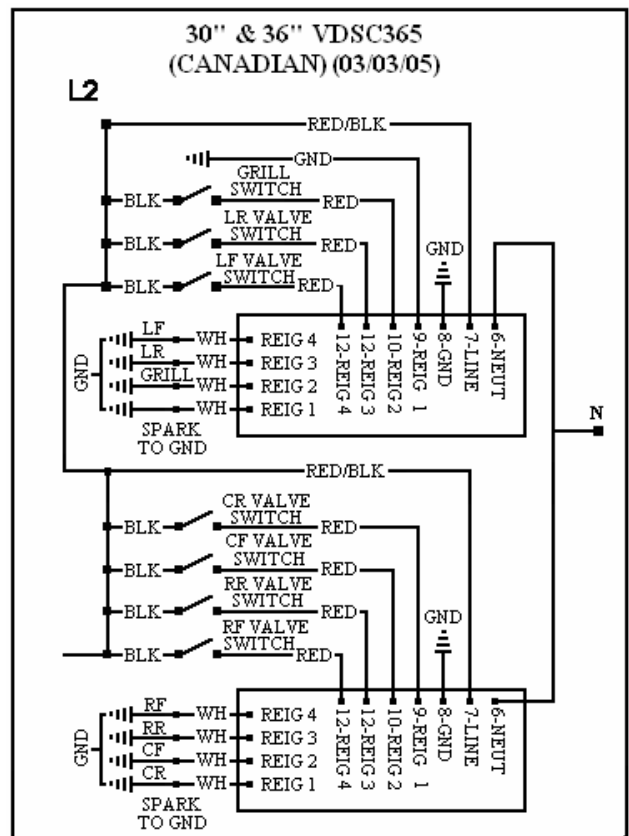 30" & 36" VDSC365
(CANADIAN) (03/03/05)
L2
RED/BLK
GND
GRILL
SWITCH
BLK
RED
LR VALVE
SWITCH
BLK
RED
LF VALVE
SWITCH
BLK
RED
GND
GND
LF
WH
REIG 4
LR
WH
REIG 3
GRILL
WH
REIG 2
WH
REIG 1
SPARK
TO GND
12-REIG 4
12-REIG 3
10-REIG 2
9-REIG 1
8-GND
7-LINE
6-NEUT
N
RED/BLK
CR VALVE
SWITCH
BLK
RED
CF VALVE
SWITCH
BLK
RED
RR VALVE
SWITCH
BLK
RED
RF VALVE
SWITCH
BLK
RED
GND
GND
RF
WH
REIG 4
RR
WH
REIG 3
CF
WH
REIG 2
CR
WH
REIG 1
SPARK
TO GND
12-REIG 4
12-REIG 3
10-REIG 2
9-REIG 1
8-GND
7-LINE
6-NEUT